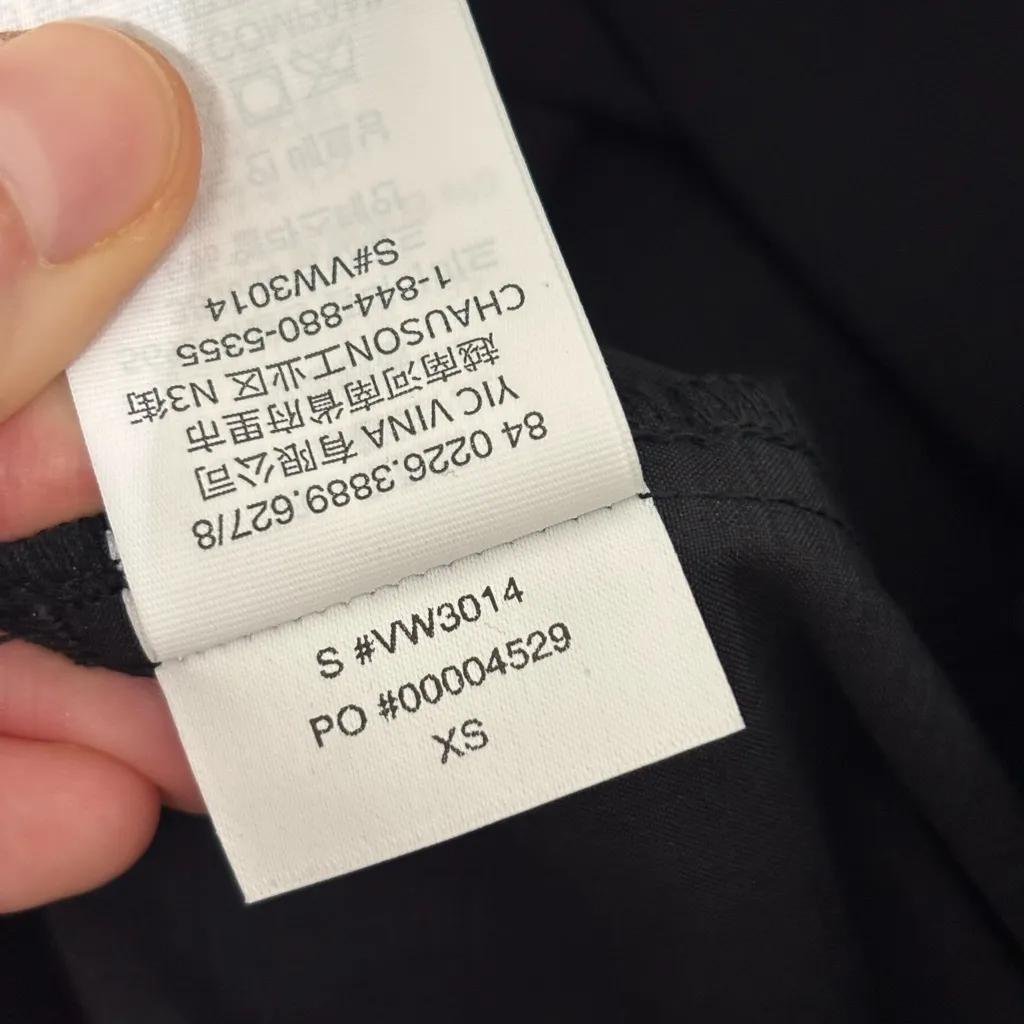 84 0226.3889.627/8
YIC VINA 有限公司
越南河南省府里市
CHAUSON工业区 N3街
1-844-880-5355
S#VW3014
S #VW3014
PO #00004529
XS